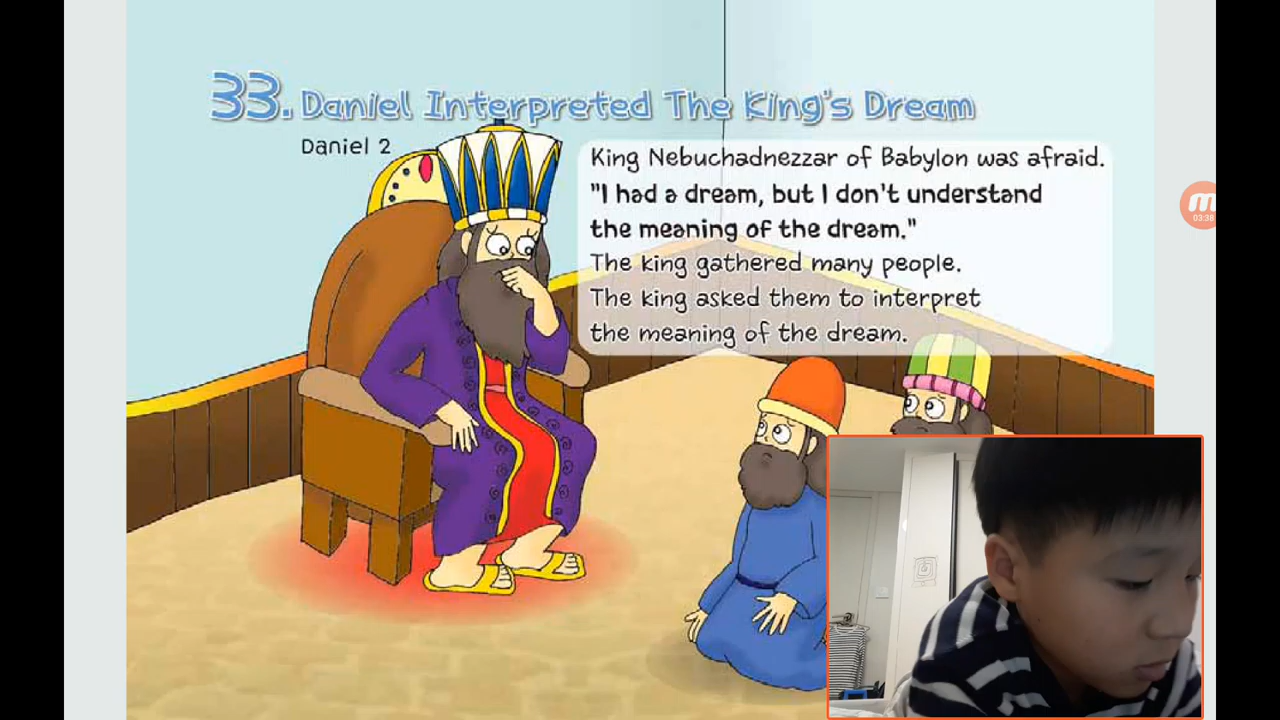 33. Daniel Interpreted The King's Dream
Daniel 2
King Nebuchadnezzar of Babylon was afraid.
"I had a dream, but I don't understand
the meaning of the dream."
The king gathered many people.
The king asked them to interpret
the meaning of the dream.
M
03:38